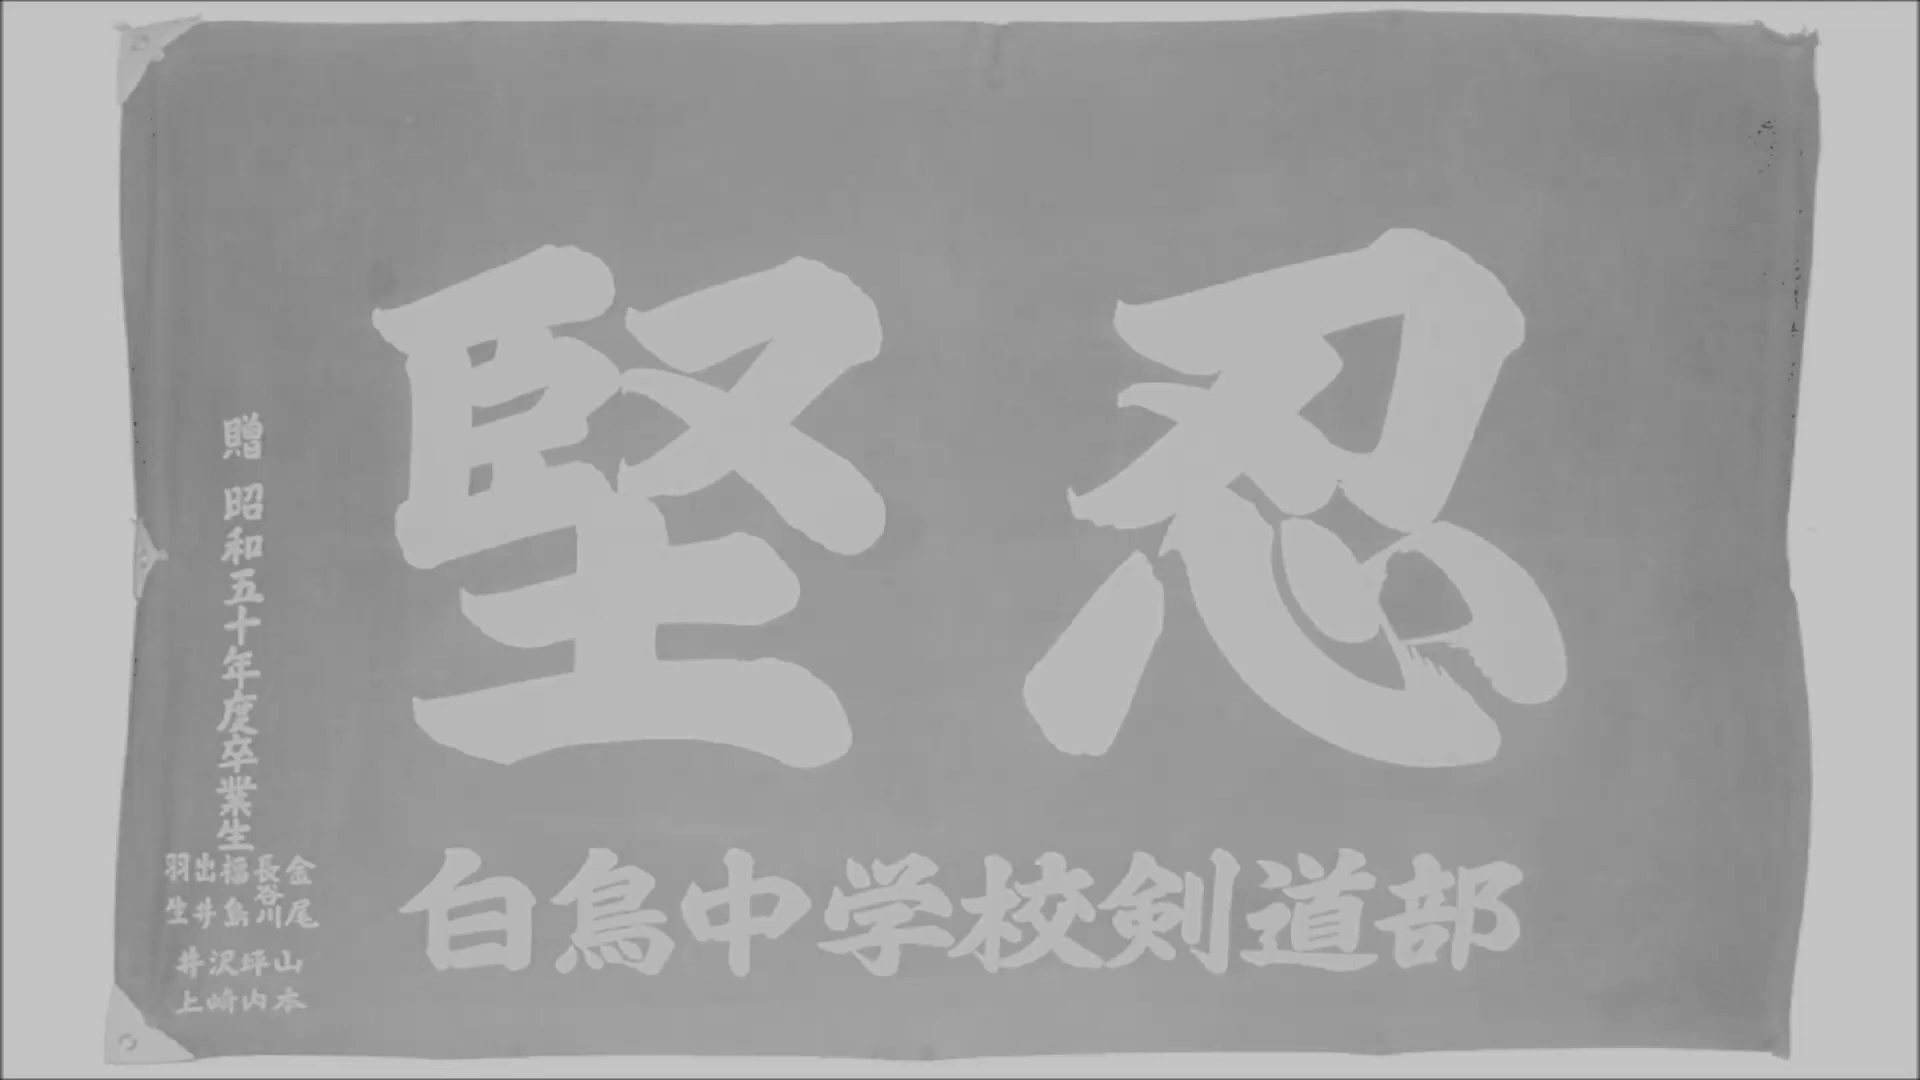 堅忍
白鳥中学校剣道部
贈 昭和五十年度卒業生
金尾
長谷川
福島
出井
羽生
山本
坪内
沢崎
井上